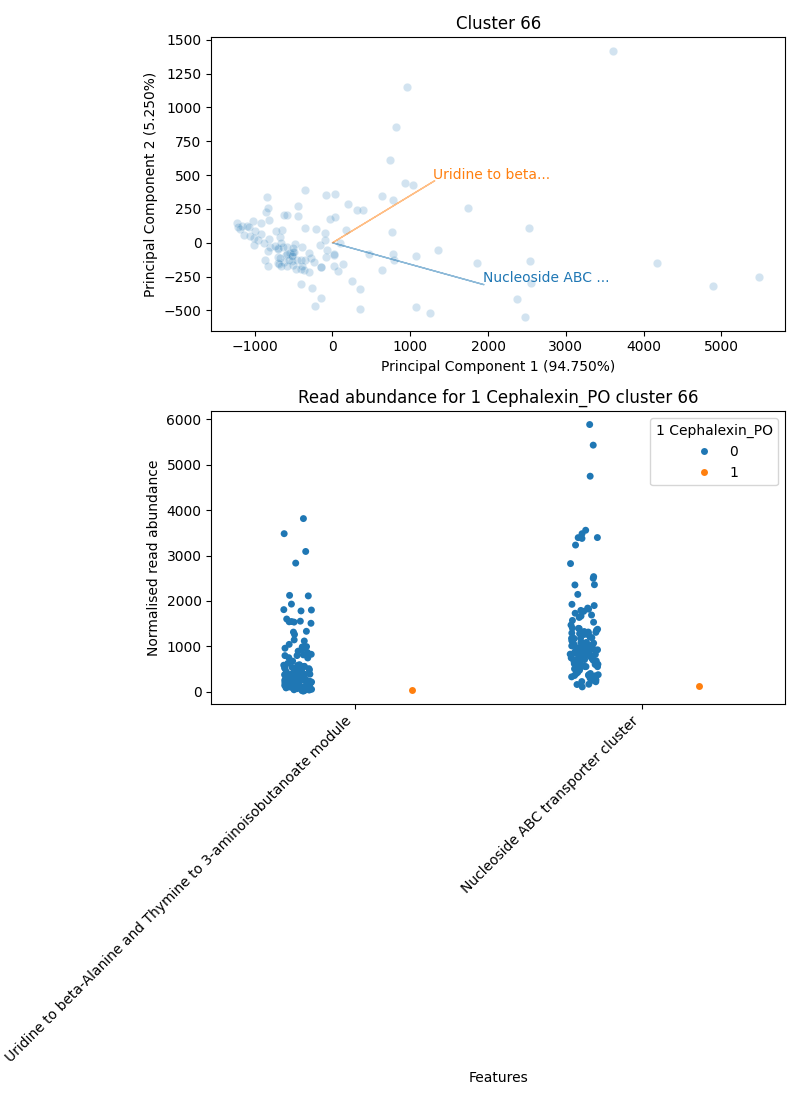 Cluster 66
Principal Component 2 (5.250%)
1500
1250
1000
750
500
250
0
−250
−500
Uridine to beta...
Nucleoside ABC ...
−1000
0
1000
2000
3000
4000
5000
Principal Component 1 (94.750%)
Read abundance for 1 Cephalexin_PO cluster 66
Normalised read abundance
6000
5000
4000
3000
2000
1000
0
1 Cephalexin_PO
0
1
Uridine to beta-Alanine and Thymine to 3-aminoisobutanoate module
Nucleoside ABC transporter cluster
Features